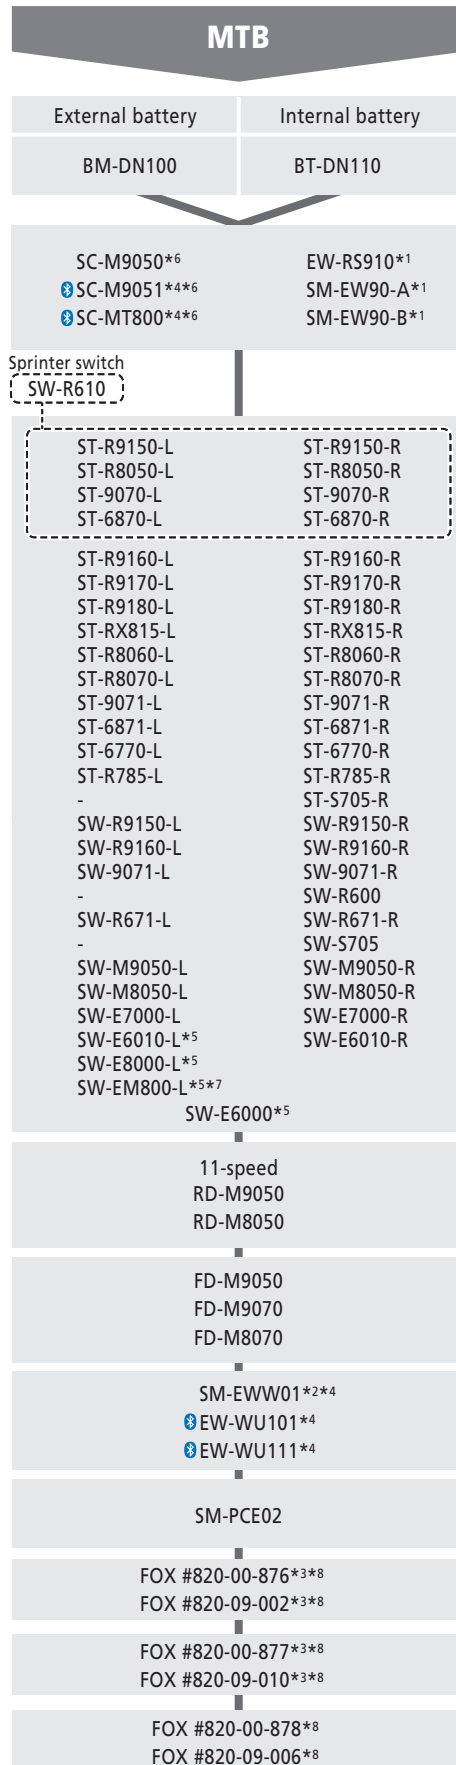 MTB
External battery Internal battery
BM-DN100 BT-DN110
SC-M9050*6 EW-RS910*1
SC-M9051*4*6 SM-EW90-A*1
SC-MT800*4*6 SM-EW90-B*1
Sprinter switch
SW-R610
ST-R9150-L ST-R9150-R
ST-R8050-L ST-R8050-R
ST-9070-L ST-9070-R
ST-6870-L ST-6870-R
ST-R9160-L ST-R9160-R
ST-R9170-L ST-R9170-R
ST-R9180-L ST-R9180-R
ST-RX815-L ST-RX815-R
ST-R8060-L ST-R8060-R
ST-R8070-L ST-R8070-R
ST-9071-L ST-9071-R
ST-6871-L ST-6871-R
ST-6770-L ST-6770-R
ST-R785-L ST-R785-R
- ST-S705-R
SW-R9150-L SW-R9150-R
SW-R9160-L SW-R9160-R
SW-9071-L SW-9071-R
- SW-R600
SW-R671-L SW-R671-R
- SW-S705
SW-M9050-L SW-M9050-R
SW-M8050-L SW-M8050-R
SW-E7000-L SW-E7000-R
SW-E6010-L*5 SW-E6010-R
SW-E8000-L*5
SW-EM800-L*5*7
SW-E6000*5
11-speed
RD-M9050
RD-M8050
FD-M9050
FD-M9070
FD-M8070
SM-EWW01*2*4
EW-WU101*4
EW-WU111*4
SM-PCE02
FOX #820-00-876*3*8
FOX #820-09-002*3*8
FOX #820-00-877*3*8
FOX #820-09-010*3*8
FOX #820-00-878*8
FOX #820-09-006*8